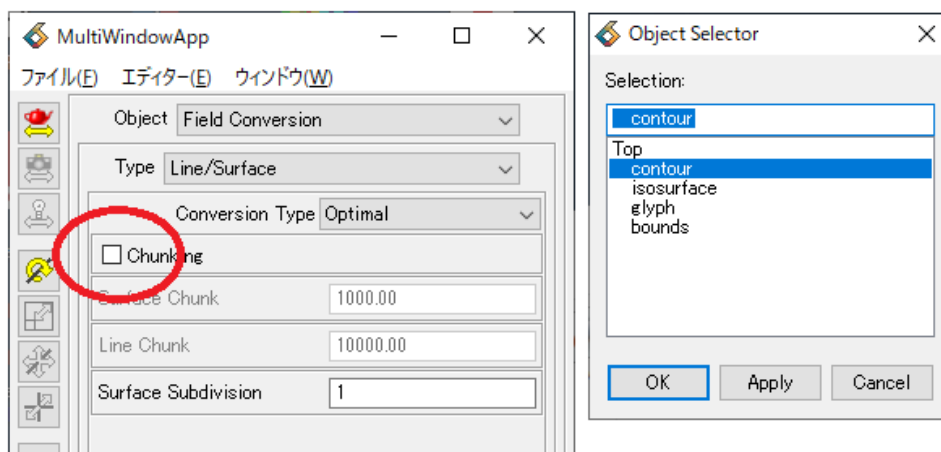 MultiWindowApp
ファイル(F) エディター(E) ウィンドウ(W)
Object Field Conversion
Type Line/Surface
Conversion Type Optimal
Chunking
Surface Chunk 1000.00
Line Chunk 10000.00
Surface Subdivision 1
Object Selector
Selection:
contour
Top
contour
isosurface
glyph
bounds
OK Apply Cancel